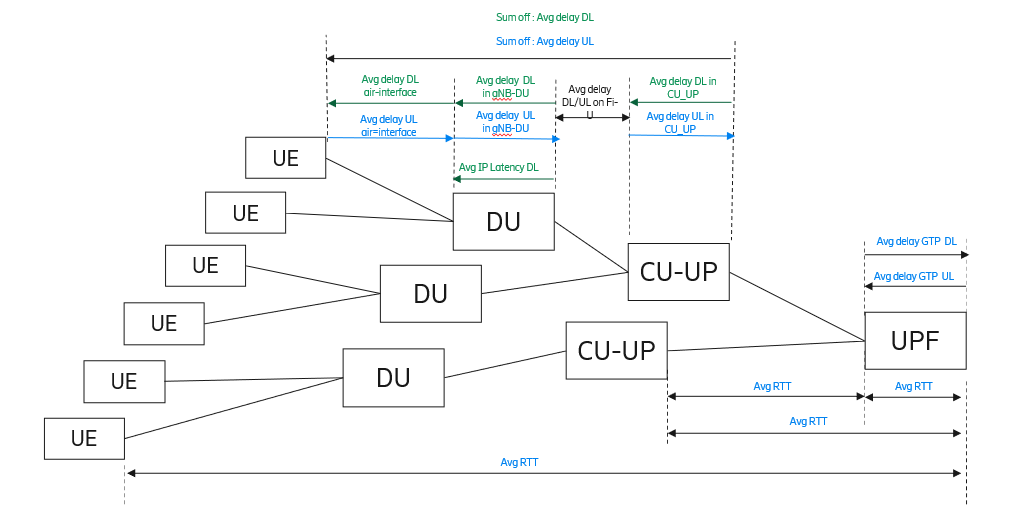 Sum off : Avg delay DL
Sum off : Avg delay UL
Avg delay DL
air-interface
Avg delay DL
in gNB-DU
Avg delay
DL/UL on Fi-
U
Avg delay DL in
CU_UP
Avg delay UL
air=interface
Avg delay UL
in gNB-DU
Avg delay UL in
CU_UP
UE
Avg IP Latency DL
UE
DU
UE
DU
CU-UP
Avg delay GTP DL
Avg delay GTP UL
UE
UE
DU
CU-UP
UPF
UE
Avg RTT
Avg RTT
Avg RTT
Avg RTT